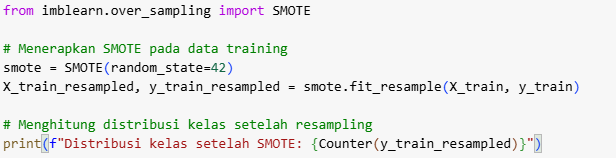 from imblearn.over_sampling import SMOTE
# Menerapkan SMOTE pada data training
smote = SMOTE(random_state=42)
X_train_resampled, y_train_resampled = smote.fit_resample(X_train, y_train)
# Menghitung distribusi kelas setelah resampling
print(f"Distribusi kelas setelah SMOTE: {Counter(y_train_resampled)}")